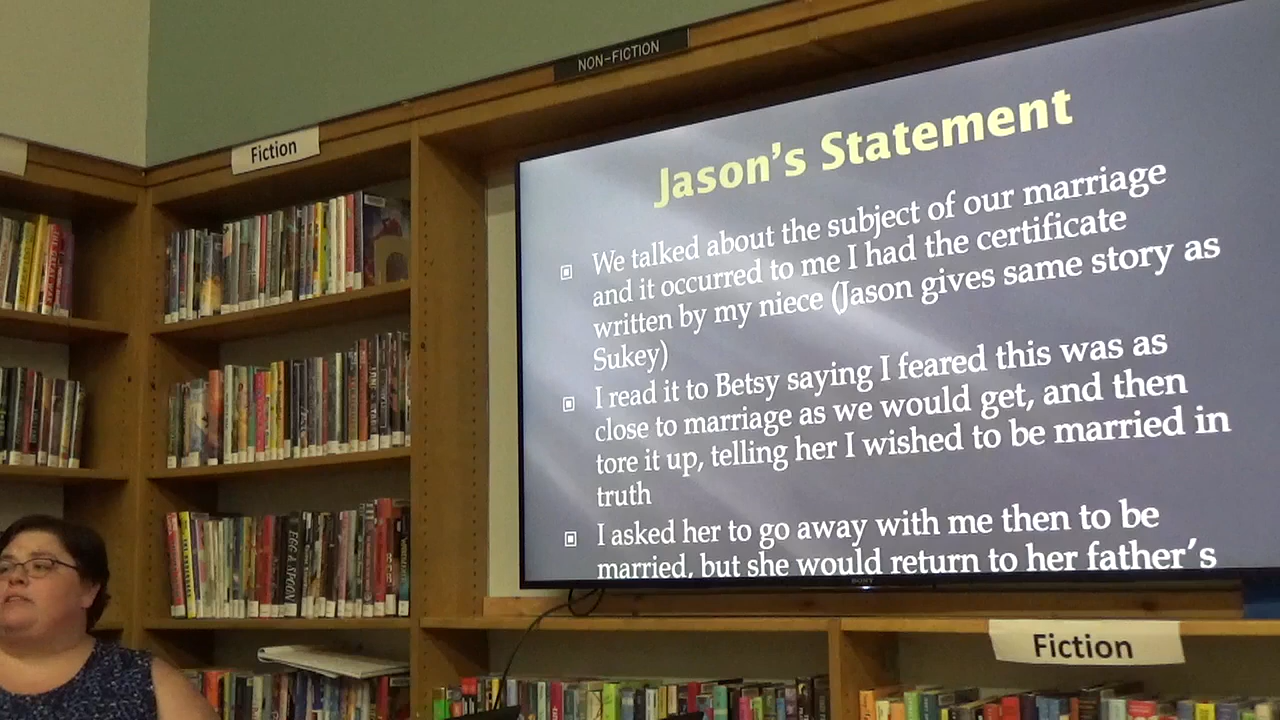 NON-FICTION
Fiction
Jason's Statement
We talked about the subject of our marriage
and it occurred to me I had the certificate
written by my niece (Jason gives same story as
Sukey)
I read it to Betsy saying I feared this was as
close to marriage as we would get, and then
tore it up, telling her I wished to be married in
truth
I asked her to go away with me then to be
married, but she would return to her father's
SONY
EGG & SPOON
Fiction